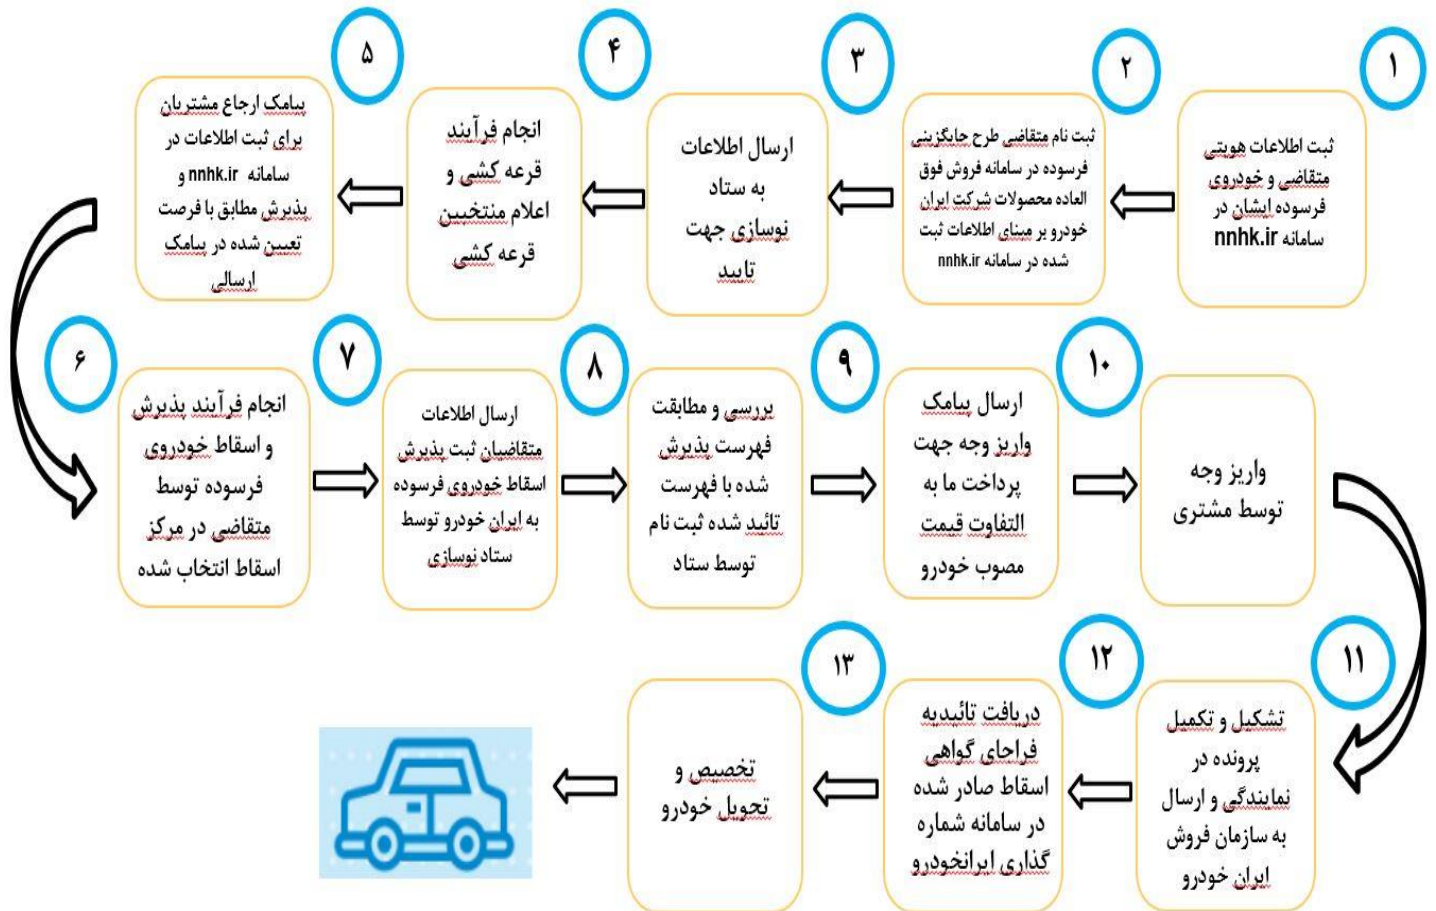 ۱
ثبت اطلاعات هویتی
متقاضی و خودروی
فرسوده ایشان در
سامانه nnhk.ir
۲
ثبت نام متقاضی طرح جایگزینی
فرسوده در سامانه فروش فوق
العاده محصولات شرکت ایران
خودرو بر مبنای اطلاعات ثبت
شده در سامانه nnhk.ir
۳
ارسال اطلاعات
به ستاد
نوسازی جهت
تایید
۴
انجام فرآیند
قرعه کشی و
اعلام منتخبین
قرعه کشی
۵
پیامک ارجاع مشتریان
برای ثبت اطلاعات در
سامانه nnhk.ir و
پذیرش مطابق با فرصت
تعیین شده در پیامک
ارسالی
۶
انجام فرآیند پذیرش
و اسقاط خودروی
فرسوده توسط
متقاضی در مرکز
اسقاط انتخاب شده
۷
ارسال اطلاعات
متقاضیان ثبت پذیرش
اسقاط خودروی فرسوده
به ایران خودرو توسط
ستاد نوسازی
۸
بررسی و مطابقت
فهرست پذیرش
شده با فهرست
تائید شده ثبت نام
توسط ستاد
۹
ارسال پیامک
واریز وجه جهت
پرداخت ما به
التفاوت قیمت
مصوب خودرو
۱۰
واریز وجه
توسط مشتری
۱۱
تشکیل و تکمیل
پرونده در
نمایندگی و ارسال
به سازمان فروش
ایران خودرو
۱۲
دریافت تائیدیه
فراجای گواهی
اسقاط صادر شده
در سامانه شماره
گذاری ایرانخودرو
۱۳
تخصیص و
تحویل خودرو